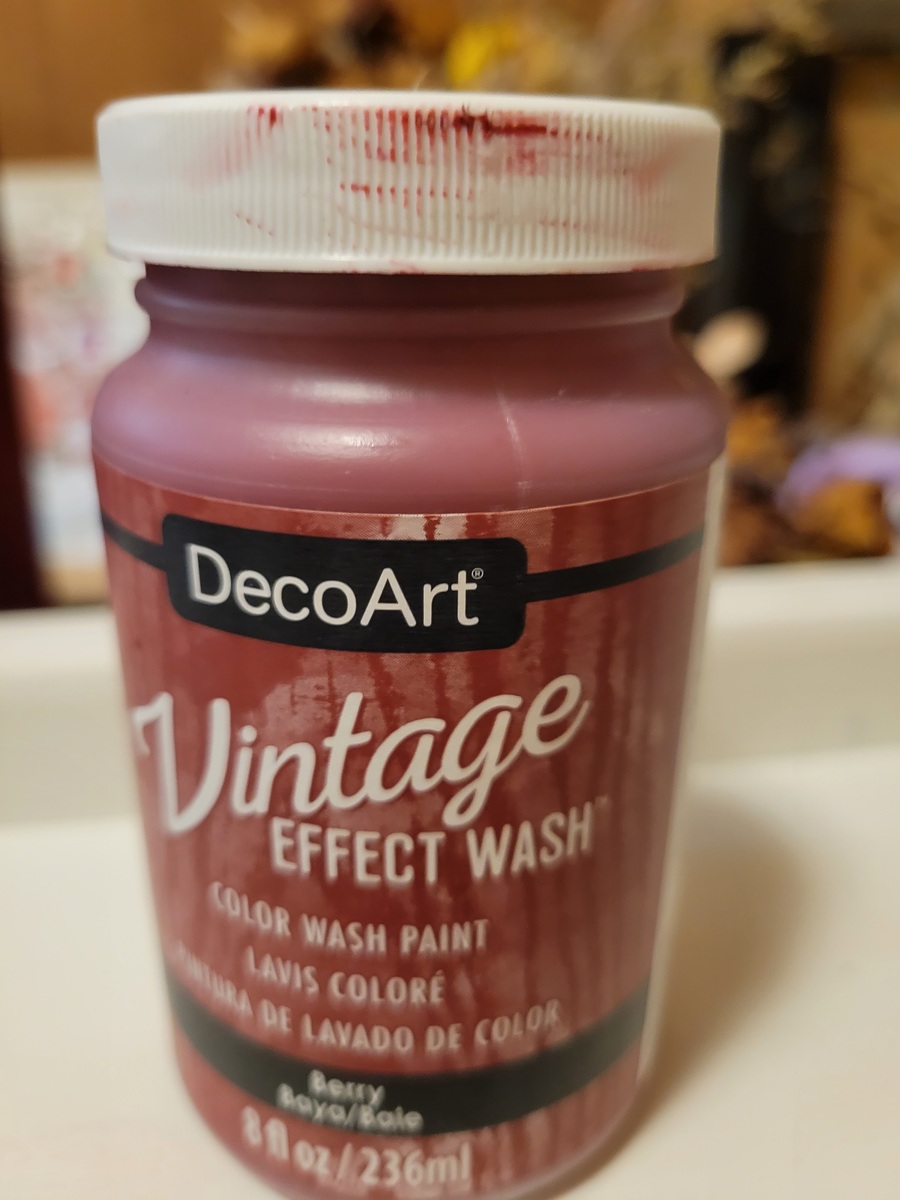 DecoArt®
Vintage
EFFECT WASH™
COLOR WASH PAINT
LAVIS COLORÉ
PINTURA DE LAVADO DE COLOR
Berry
Baya/Baie
8 fl oz / 236ml